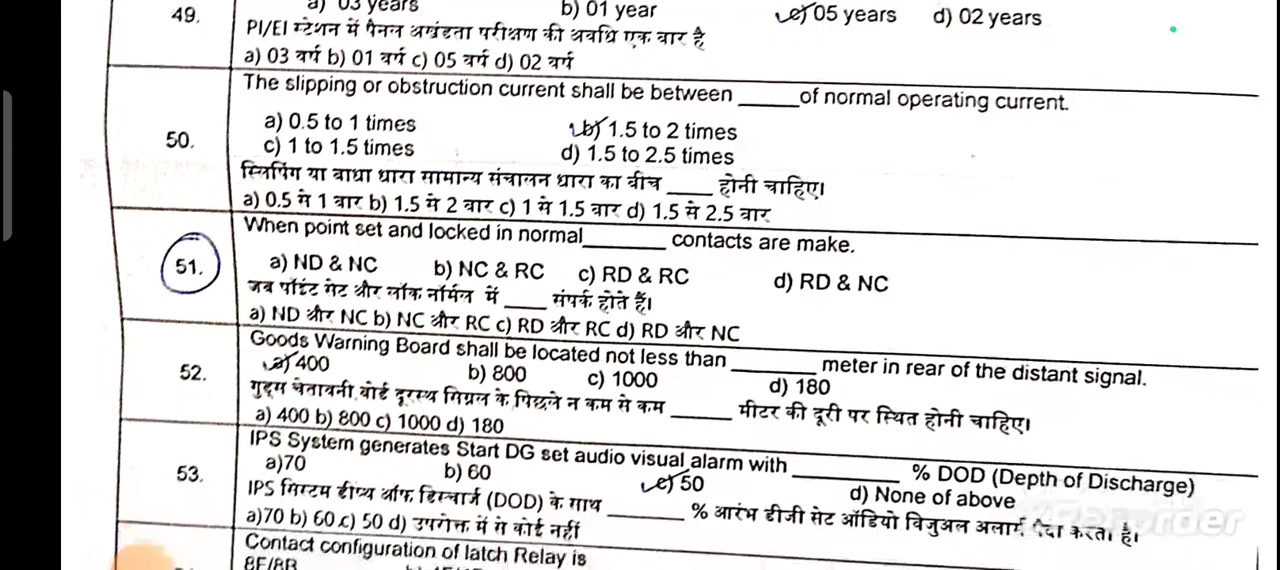 49.
a) 03 years b) 01 year c) 05 years d) 02 years
PI/EI स्टेशन में पैनल अखंडता परीक्षण की अवधि एक बार है
a) 03 वर्ष b) 01 वर्ष c) 05 वर्ष d) 02 वर्ष
The slipping or obstruction current shall be between _____ of normal operating current.
50.
a) 0.5 to 1 times b) 1.5 to 2 times
c) 1 to 1.5 times d) 1.5 to 2.5 times
स्लिपिंग या बाधा धारा सामान्य संचालन धारा का बीच _____ होनी चाहिए।
a) 0.5 से 1 बार b) 1.5 से 2 बार c) 1 से 1.5 बार d) 1.5 से 2.5 बार
When point set and locked in normal_______ contacts are make.
51.
a) ND & NC b) NC & RC c) RD & RC d) RD & NC
जब पॉइंट सेट और लॉक नॉर्मल में ____ संपर्क होते हैं।
a) ND और NC b) NC और RC c) RD और RC d) RD और NC
Goods Warning Board shall be located not less than _______ meter in rear of the distant signal.
52.
a) 400 b) 800 c) 1000 d) 180
गुड्स चेतावनी बोर्ड दूरस्थ सिग्नल के पिछले न कम से कम _____ मीटर की दूरी पर स्थित होनी चाहिए।
a) 400 b) 800 c) 1000 d) 180
IPS System generates Start DG set audio visual alarm with _________ % DOD (Depth of Discharge)
53.
a)70 b) 60 c) 50 d) None of above
IPS सिस्टम डीप्थ ऑफ डिस्चार्ज (DOD) के साथ _______ % आरंभ डीजी सेट ऑडियो विजुअल अलार्म पैदा करता है।
a)70 b) 60 c) 50 d) उपरोक्त में से कोई नहीं
Contact configuration of latch Relay is
8F/8B